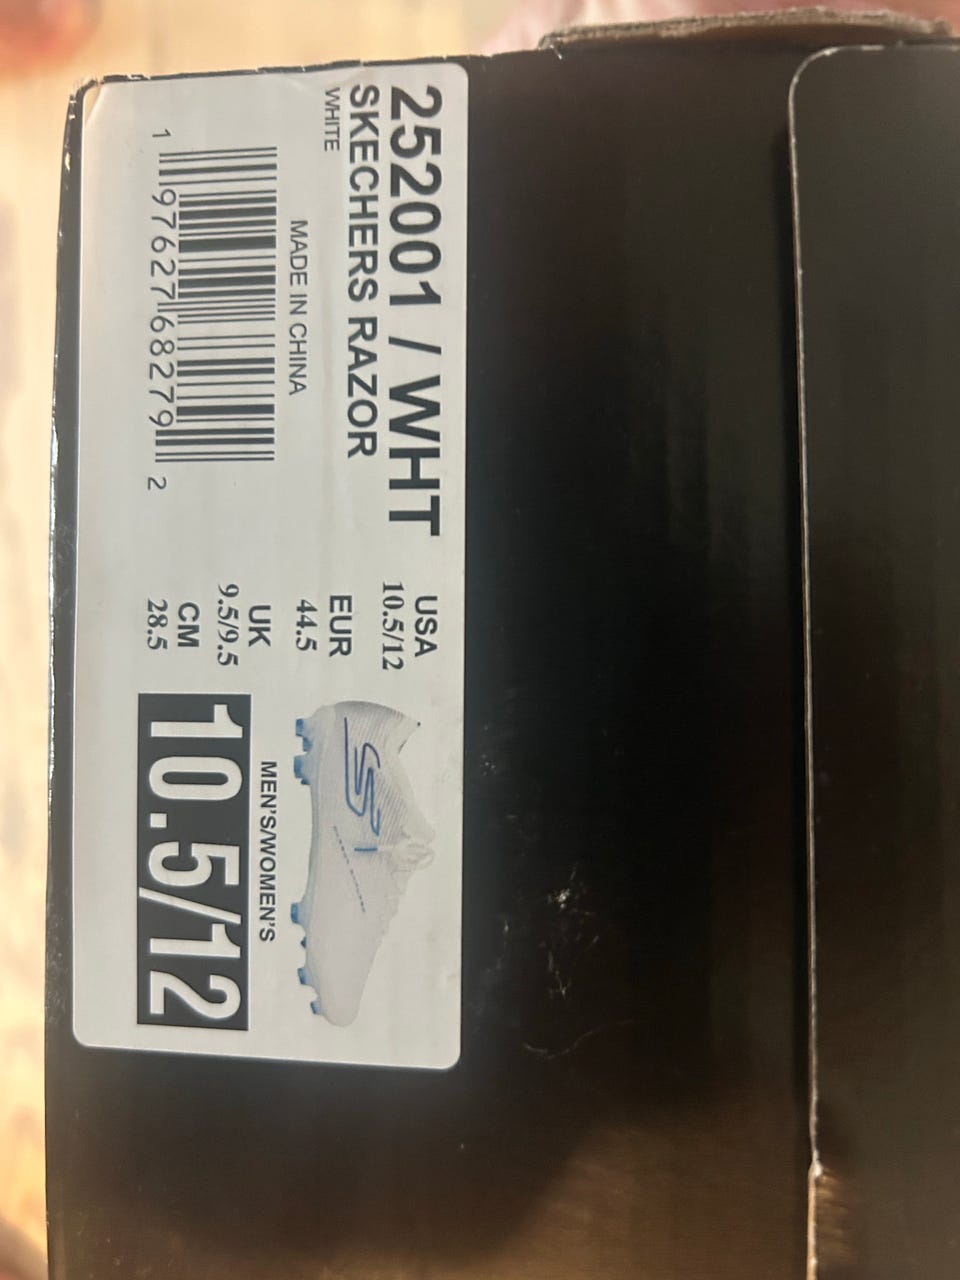 252001 / WHT
SKECHERS RAZOR
WHITE
MADE IN CHINA
1 97627 68279 2
USA
10.5/12
EUR
44.5
UK
9.5/9.5
CM
28.5
MEN'S/WOMEN'S
10.5/12